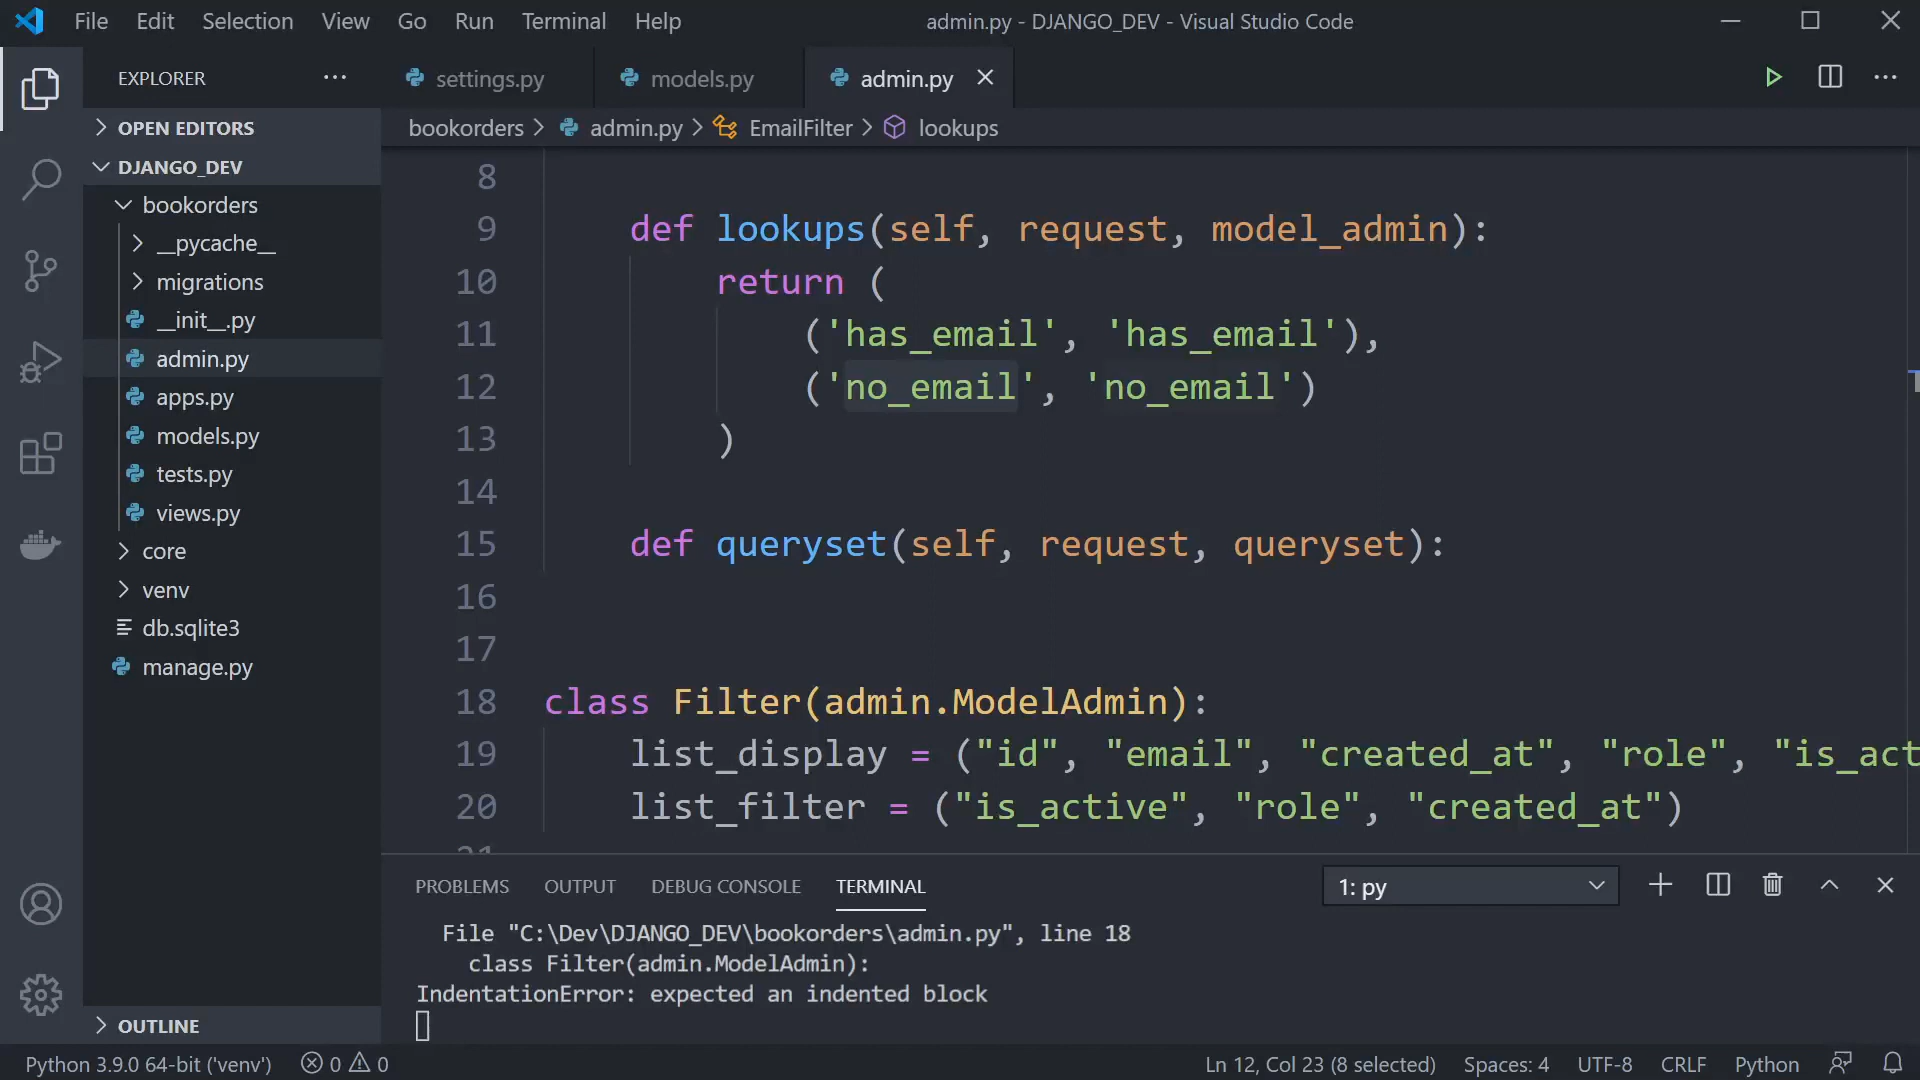 File Edit Selection View Go Run Terminal Help admin.py - DJANGO_DEV - Visual Studio Code
EXPLORER
settings.py models.py admin.py
bookorders > admin.py > EmailFilter > lookups
OPEN EDITORS
DJANGO_DEV
bookorders
__pycache__
migrations
__init__.py
admin.py
apps.py
models.py
tests.py
views.py
core
venv
db.sqlite3
manage.py
OUTLINE
8
9 def lookups(self, request, model_admin):
10 return (
11 ('has_email', 'has_email'),
12 ('no_email', 'no_email')
13 )
14
15 def queryset(self, request, queryset):
16
17
18 class Filter(admin.ModelAdmin):
19 list_display = ("id", "email", "created_at", "role", "is_act
20 list_filter = ("is_active", "role", "created_at")
21
PROBLEMS OUTPUT DEBUG CONSOLE TERMINAL 1: py
File "C:\Dev\DJANGO_DEV\bookorders\admin.py", line 18
class Filter(admin.ModelAdmin):
IndentationError: expected an indented block
Python 3.9.0 64-bit ('venv') 0 0 Ln 12, Col 23 (8 selected) Spaces: 4 UTF-8 CRLF Python